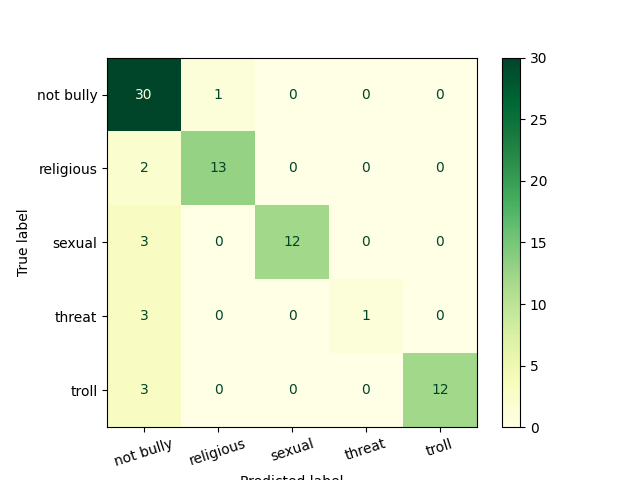 not bully 30 1 0 0 0
religious 2 13 0 0 0
sexual 3 0 12 0 0
threat 3 0 0 1 0
troll 3 0 0 0 12
not bully religious sexual threat troll
True label
Predicted label
30
25
20
15
10
5
0